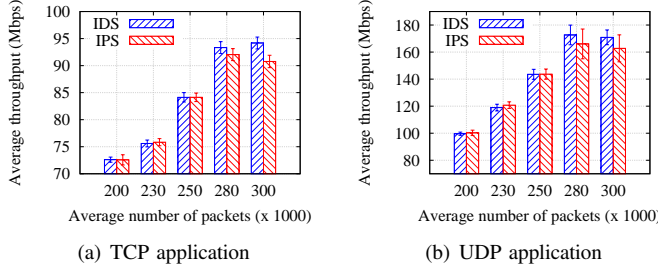 Average throughput (Mbps)
100
95
90
85
80
75
70
IDS
IPS
200 230 250 280 300
Average number of packets (x 1000)
(a) TCP application
Average throughput (Mbps)
180
160
140
120
100
80
IDS
IPS
200 230 250 280 300
Average number of packets (x 1000)
(b) UDP application